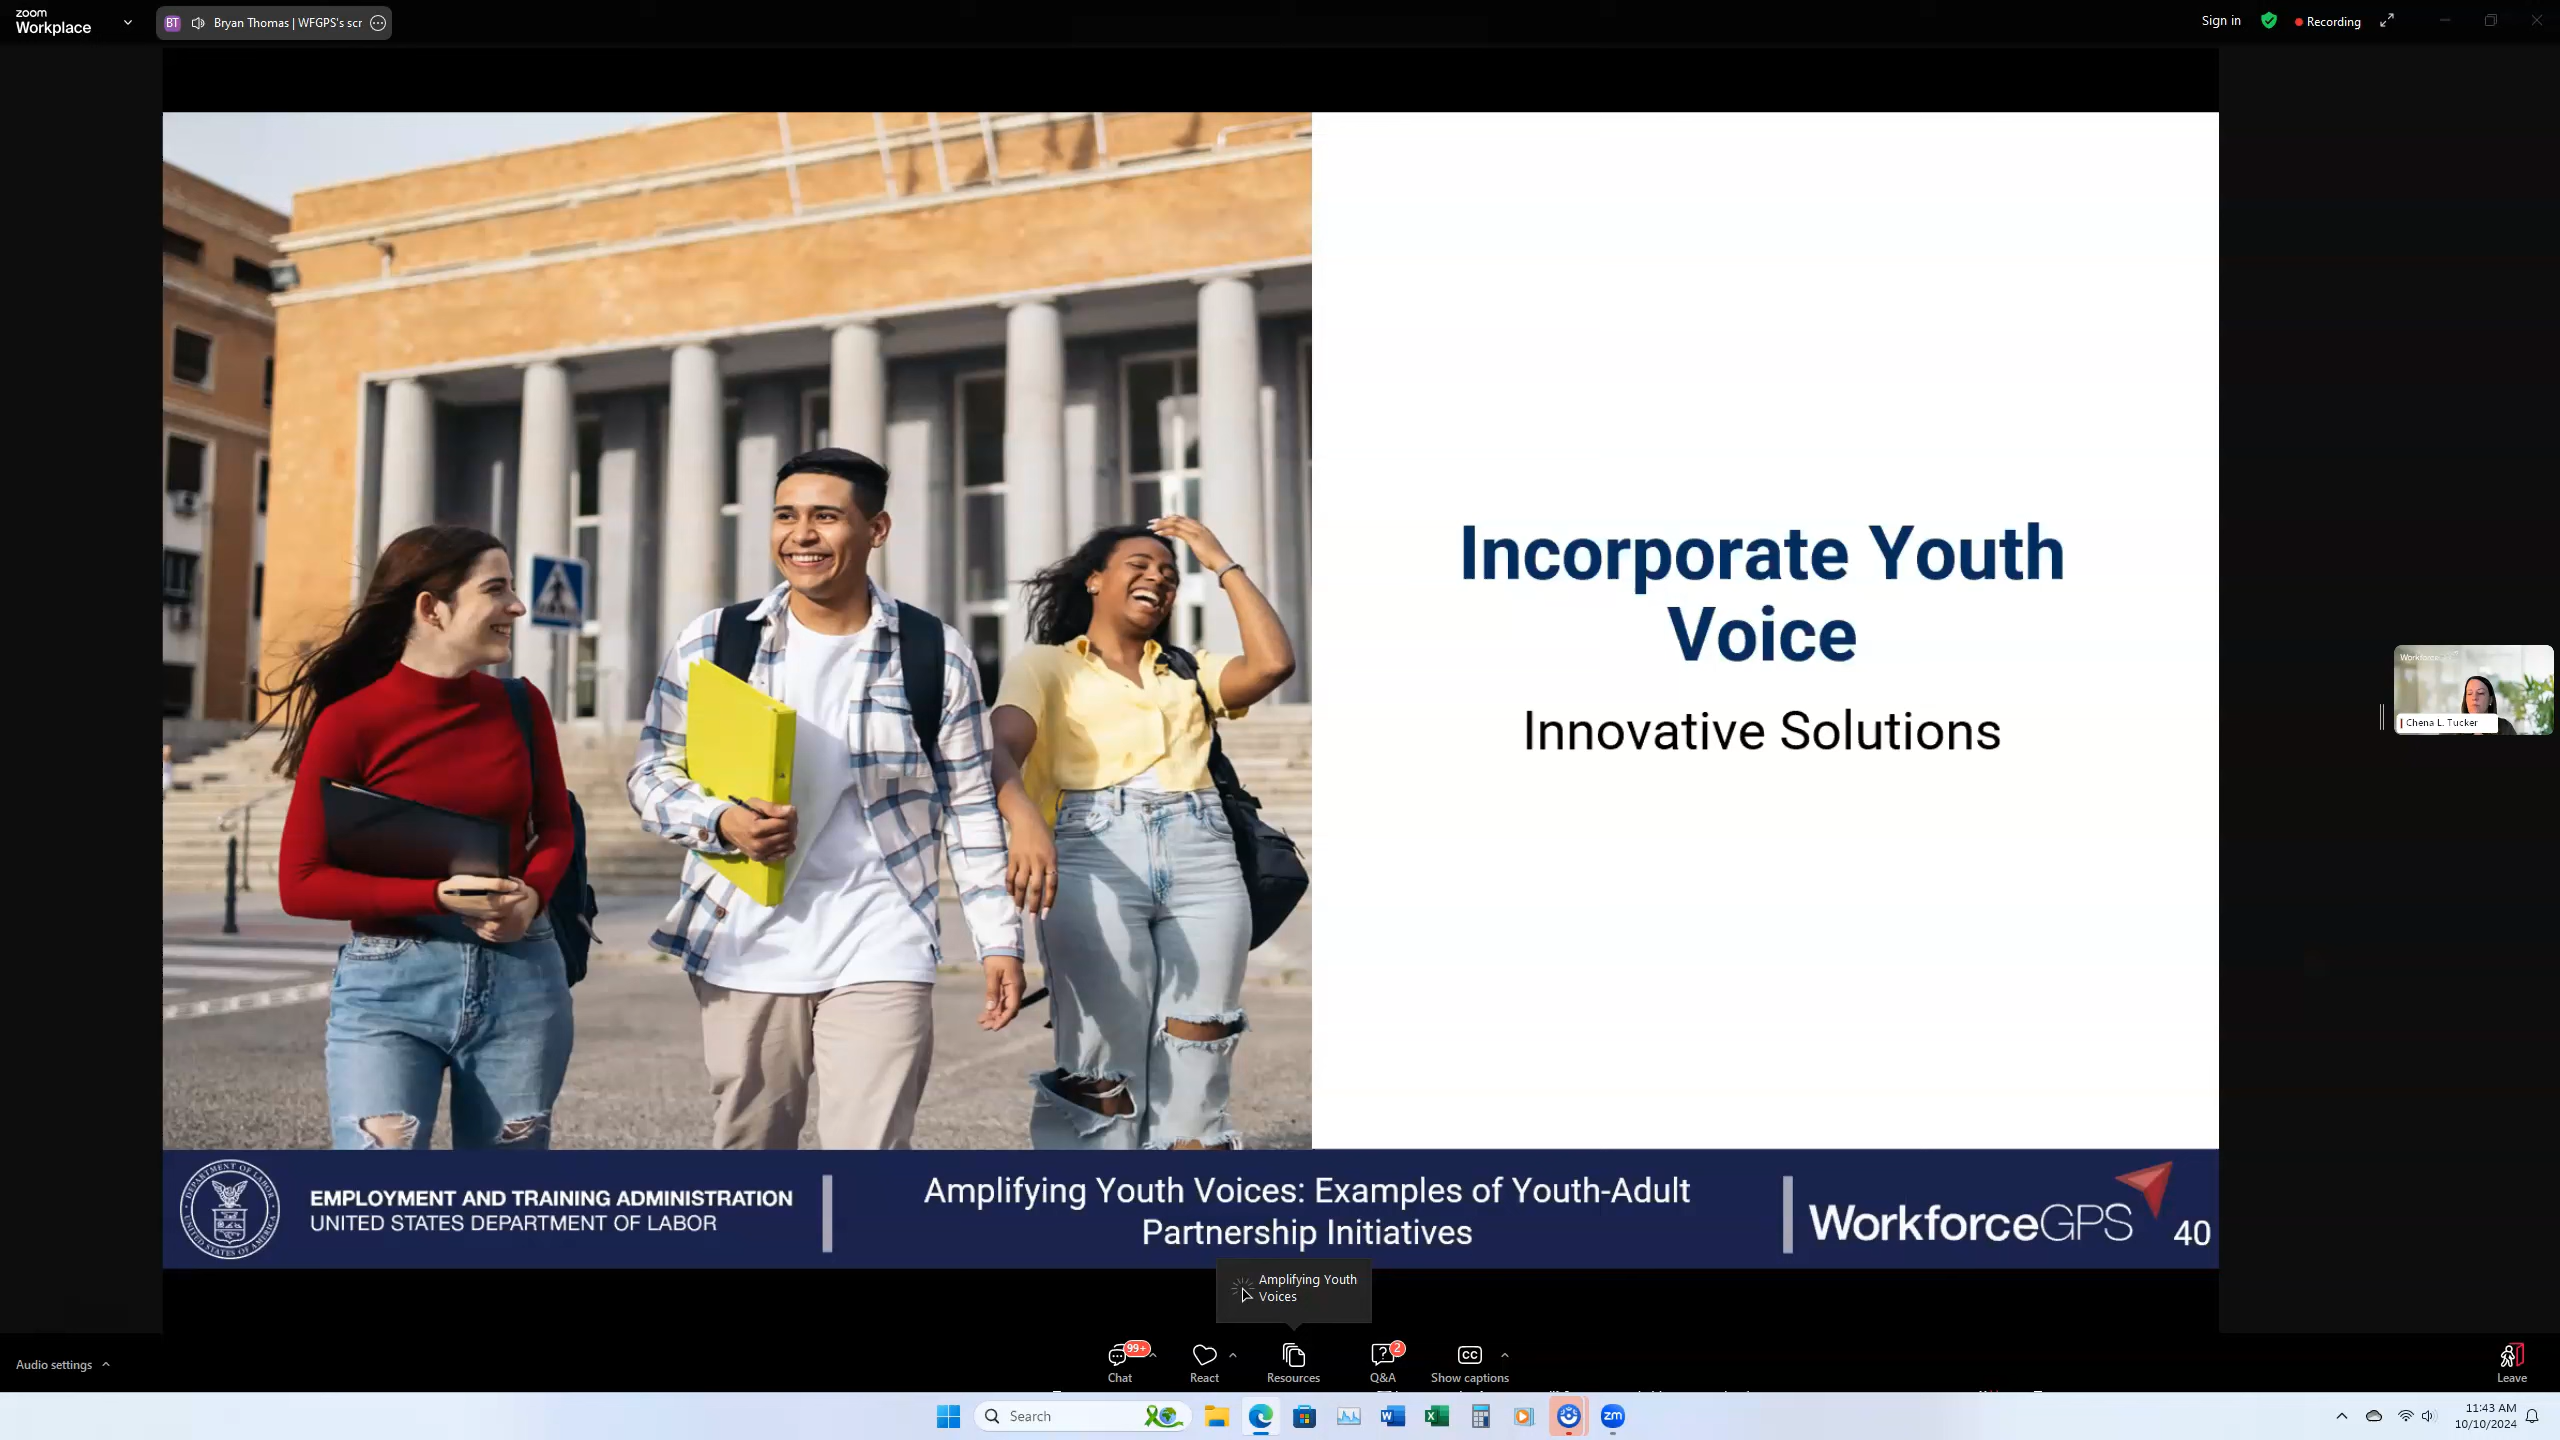 zoom
Workplace
BT
Bryan Thomas | WFGPS's scr
Sign in
Recording
Incorporate Youth
Voice
Innovative Solutions
Chena L. Tucker
EMPLOYMENT AND TRAINING ADMINISTRATION
UNITED STATES DEPARTMENT OF LABOR
Amplifying Youth Voices: Examples of Youth-Adult
Partnership Initiatives
WorkforceGPS
40
Amplifying Youth
Voices
Audio settings
99+
Chat
React
Resources
2
Q&A
CC
Show captions
Leave
Search
zm
11:43 AM
10/10/2024